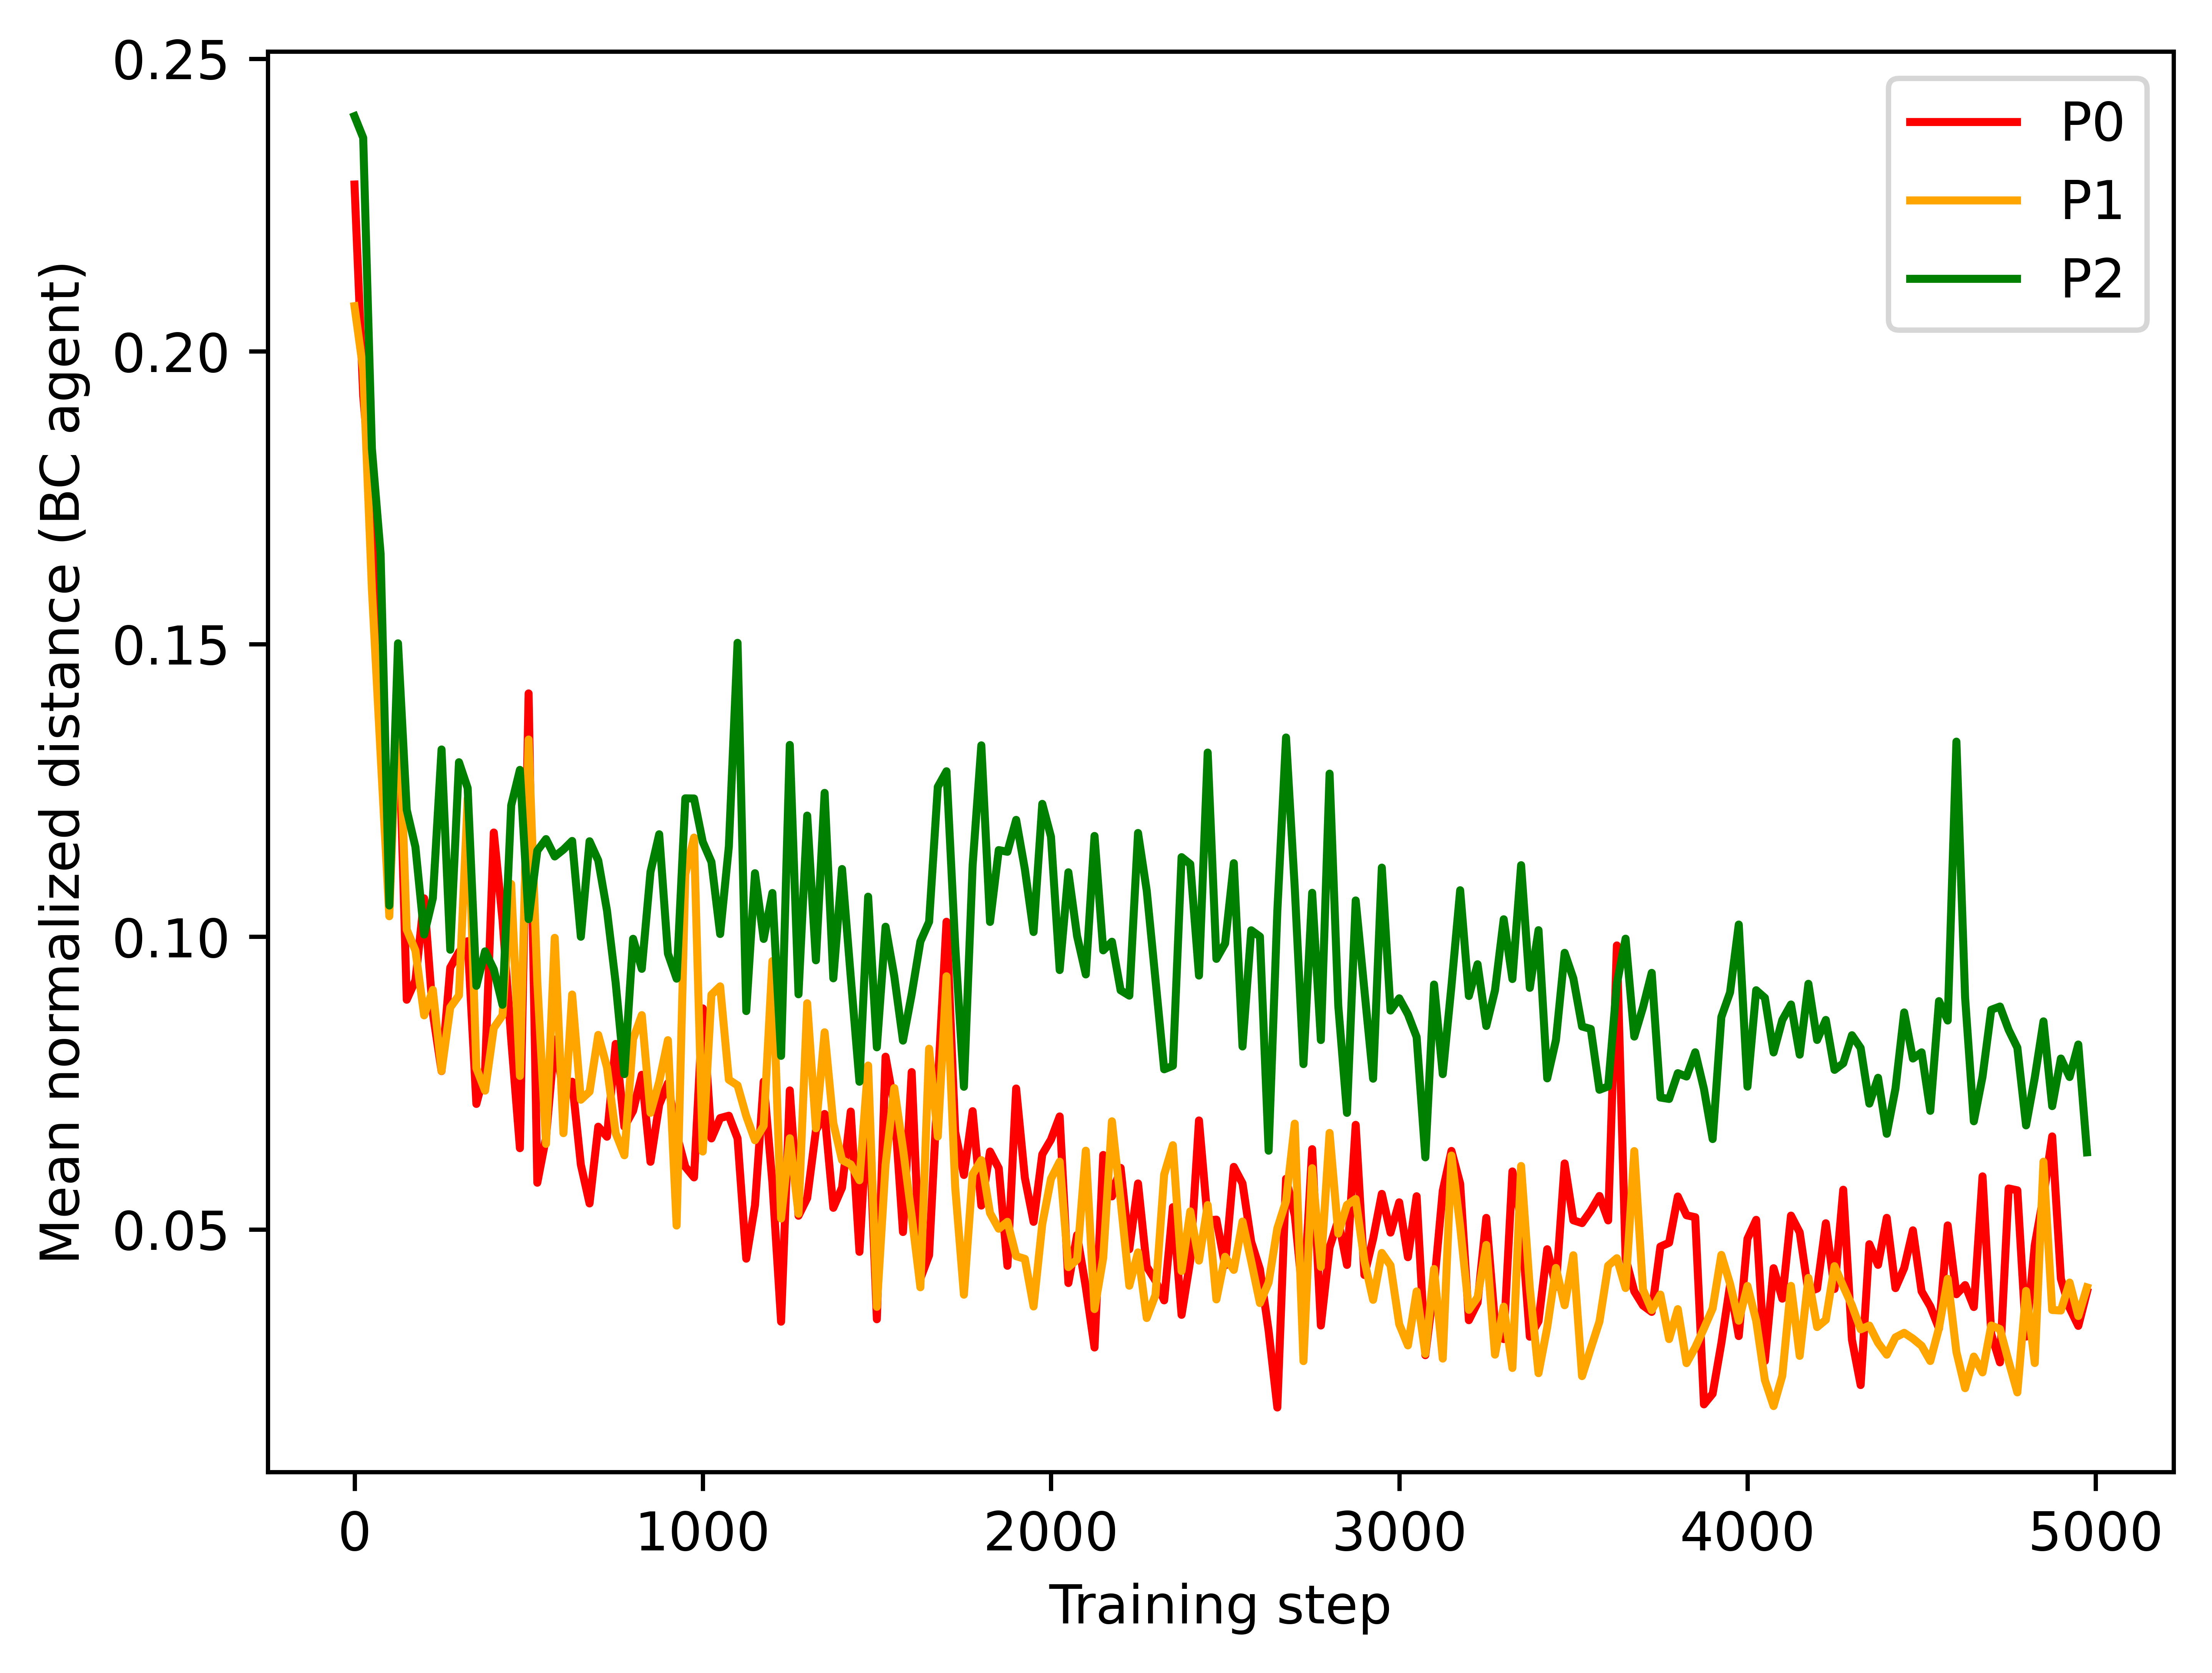 0.25
0.20
0.15
0.10
0.05
Mean normalized distance (BC agent)
P0
P1
P2
0 1000 2000 3000 4000 5000
Training step